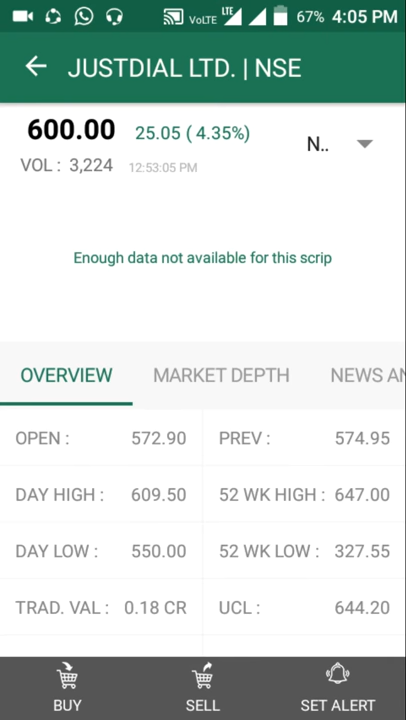 VoLTE LTE 67% 4:05 PM
JUSTDIAL LTD. | NSE
600.00 25.05 ( 4.35%) N..
VOL : 3,224 12:53:05 PM
Enough data not available for this scrip
OVERVIEW MARKET DEPTH NEWS AN
OPEN : 572.90 PREV : 574.95
DAY HIGH : 609.50 52 WK HIGH : 647.00
DAY LOW : 550.00 52 WK LOW : 327.55
TRAD. VAL : 0.18 CR UCL : 644.20
BUY SELL SET ALERT